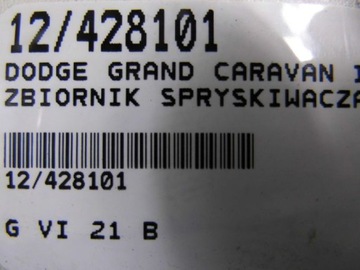 12/428101
DODGE GRAND CARAVAN I
ZBIORNIK SPRYSKIWACZA
12/428101
G VI 21 B